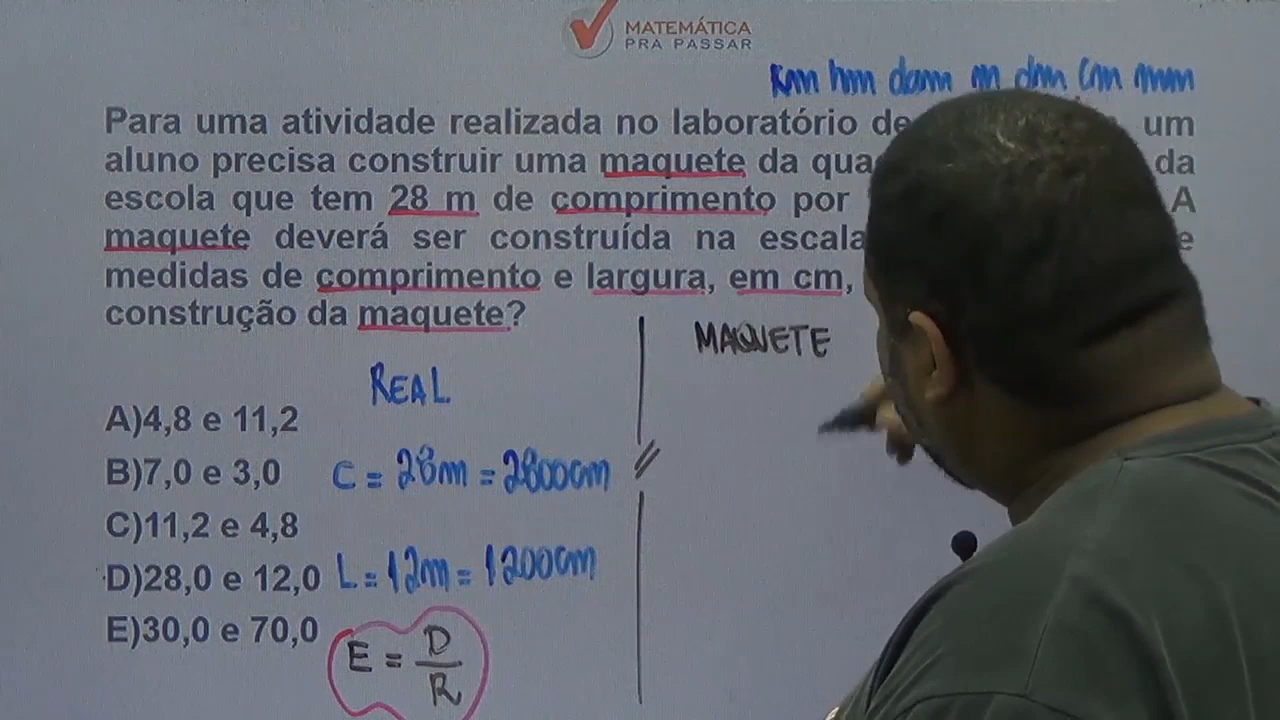 MATEMÁTICA
PRA PASSAR
Km hm dam m dm cm mm
Para uma atividade realizada no laboratório de um
aluno precisa construir uma maquete da da
escola que tem 28 m de comprimento por A
maquete deverá ser construída na escala
medidas de comprimento e largura, em cm,
construção da maquete?
MAQUETE
REAL
A)4,8 e 11,2
B)7,0 e 3,0
C = 28m = 2800cm
C)11,2 e 4,8
D)28,0 e 12,0
L = 12m = 1200cm
E)30,0 e 70,0
E = D/R